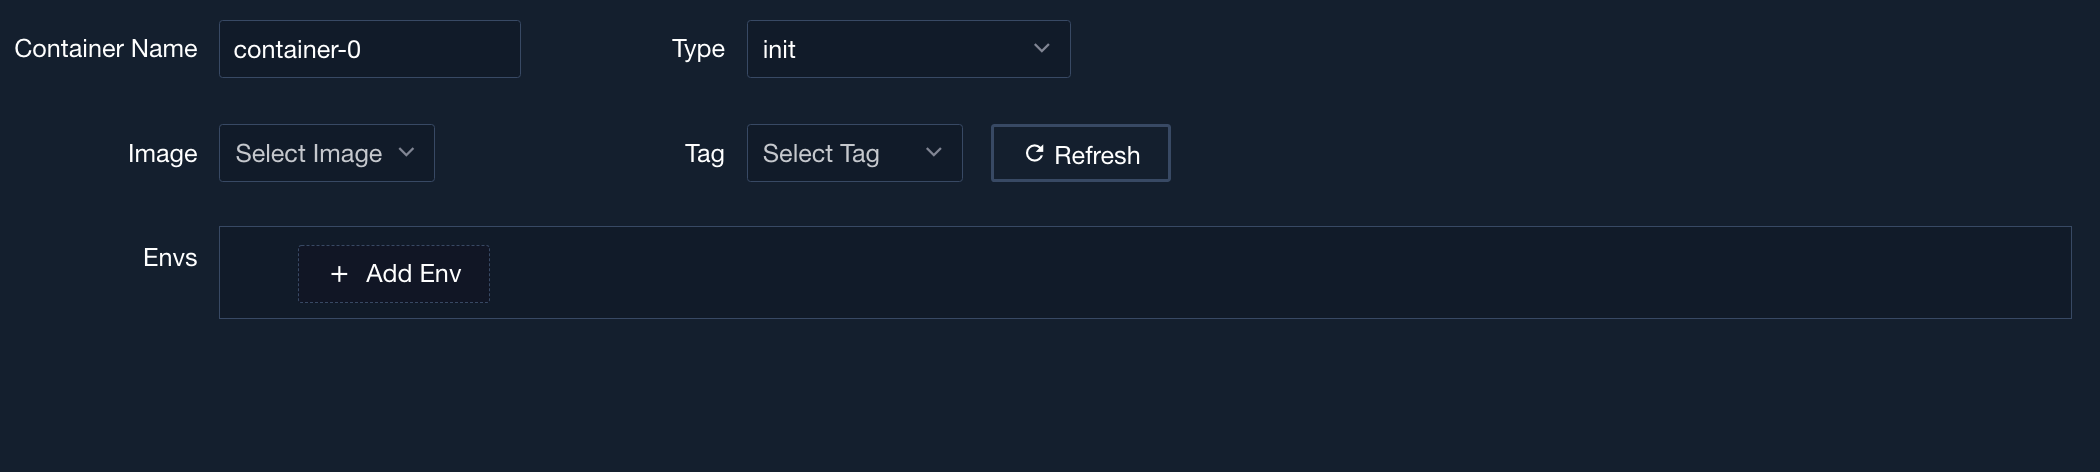 Container Name container-0 Type init
Image Select Image Tag Select Tag Refresh
Envs + Add Env